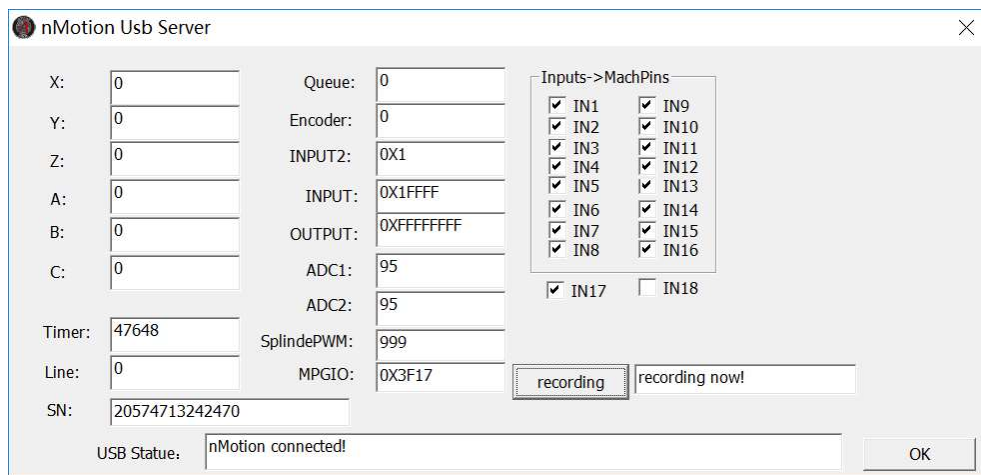 nMotion Usb Server
X: 0
Y: 0
Z: 0
A: 0
B: 0
C: 0
Timer: 47648
Line: 0
SN: 20574713242470
Queue: 0
Encoder: 0
INPUT2: 0X1
INPUT: 0X1FFFF
OUTPUT: 0XFFFFFFFF
ADC1: 95
ADC2: 95
SplindePWM: 999
MPGIO: 0X3F17
Inputs->MachPins
IN1 IN9
IN2 IN10
IN3 IN11
IN4 IN12
IN5 IN13
IN6 IN14
IN7 IN15
IN8 IN16
IN17 IN18
recording recording now!
USB Statue: nMotion connected!
OK